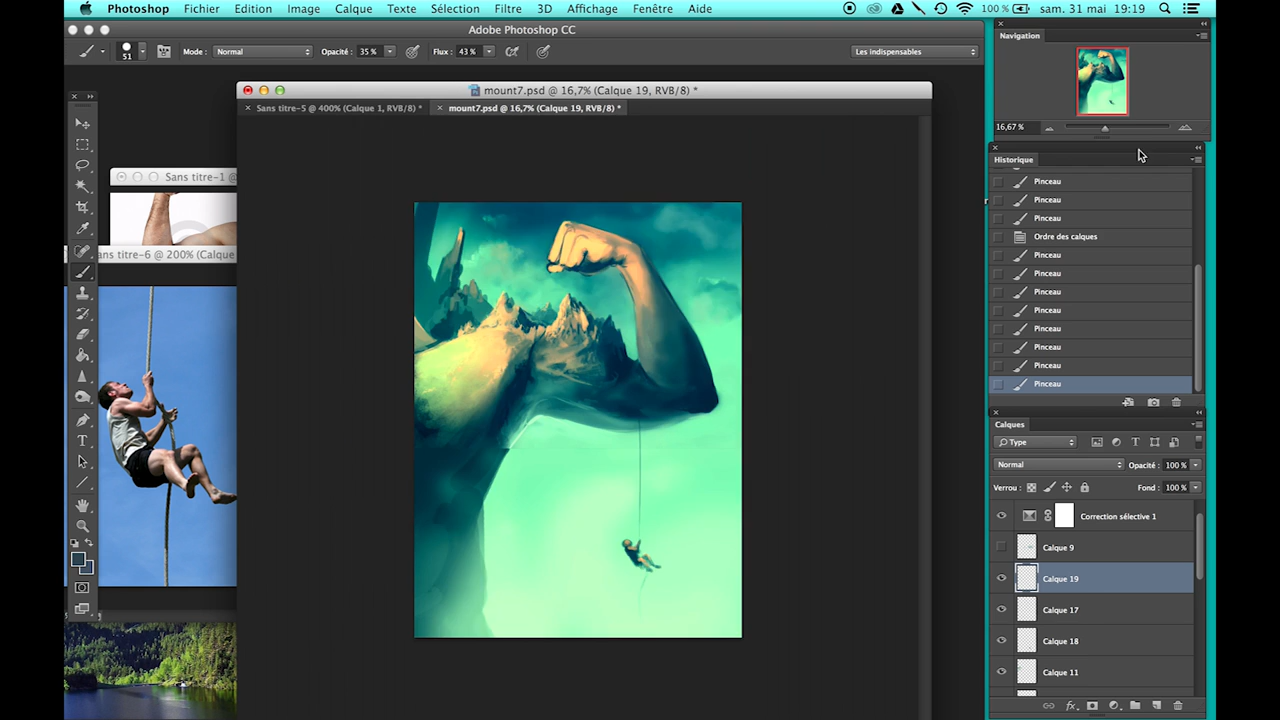 Photoshop Fichier Edition Image Calque Texte Sélection Filtre 3D Affichage Fenêtre Aide 100 % sam. 31 mai 19:19
Adobe Photoshop CC
51 Mode : Normal Opacité : 35 % Flux : 43 % Les indispensables
mount7.psd @ 16,7% (Calque 19, RVB/8) *
Sans titre-5 @ 400% (Calque 1, RVB/8) * mount7.psd @ 16,7% (Calque 19, RVB/8) *
Sans titre-1 @
ans titre-6 @ 200% (Calque
Navigation
16,67 %
Historique
Pinceau
Pinceau
Pinceau
Ordre des calques
Pinceau
Pinceau
Pinceau
Pinceau
Pinceau
Pinceau
Pinceau
Pinceau
Calques
Type
Normal Opacité : 100 %
Verrou : Fond : 100 %
Correction sélective 1
Calque 9
Calque 19
Calque 17
Calque 18
Calque 11